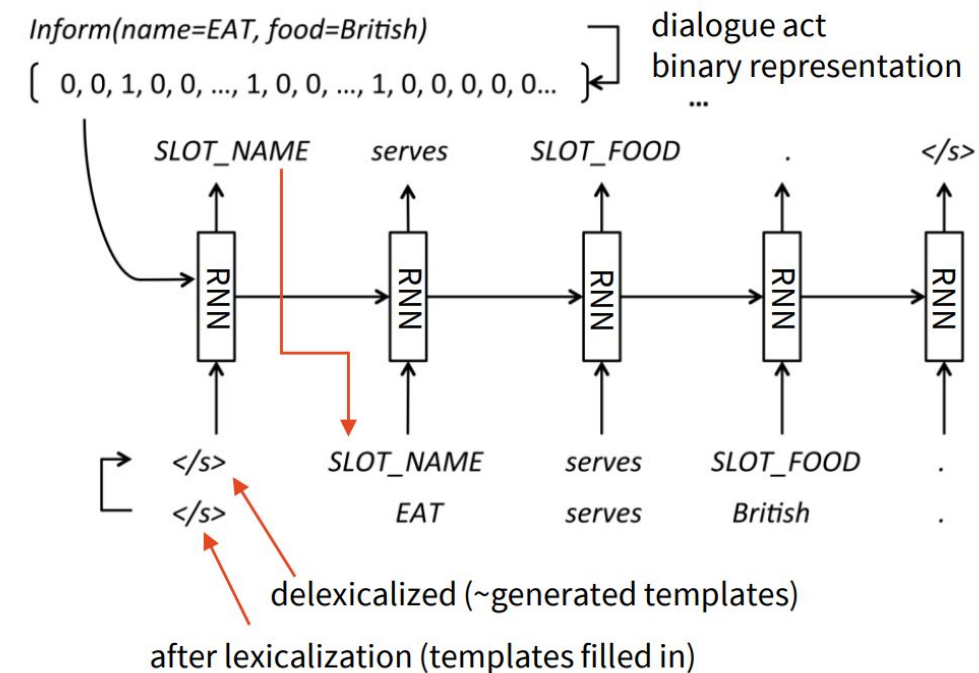 Inform(name=EAT, food=British)
dialogue act
binary representation
[ 0, 0, 1, 0, 0, ..., 1, 0, 0, ..., 1, 0, 0, 0, 0, 0... ]
...
SLOT_NAME serves SLOT_FOOD . </s>
RNN RNN RNN RNN RNN
</s> SLOT_NAME serves SLOT_FOOD .
</s> EAT serves British .
delexicalized (~generated templates)
after lexicalization (templates filled in)